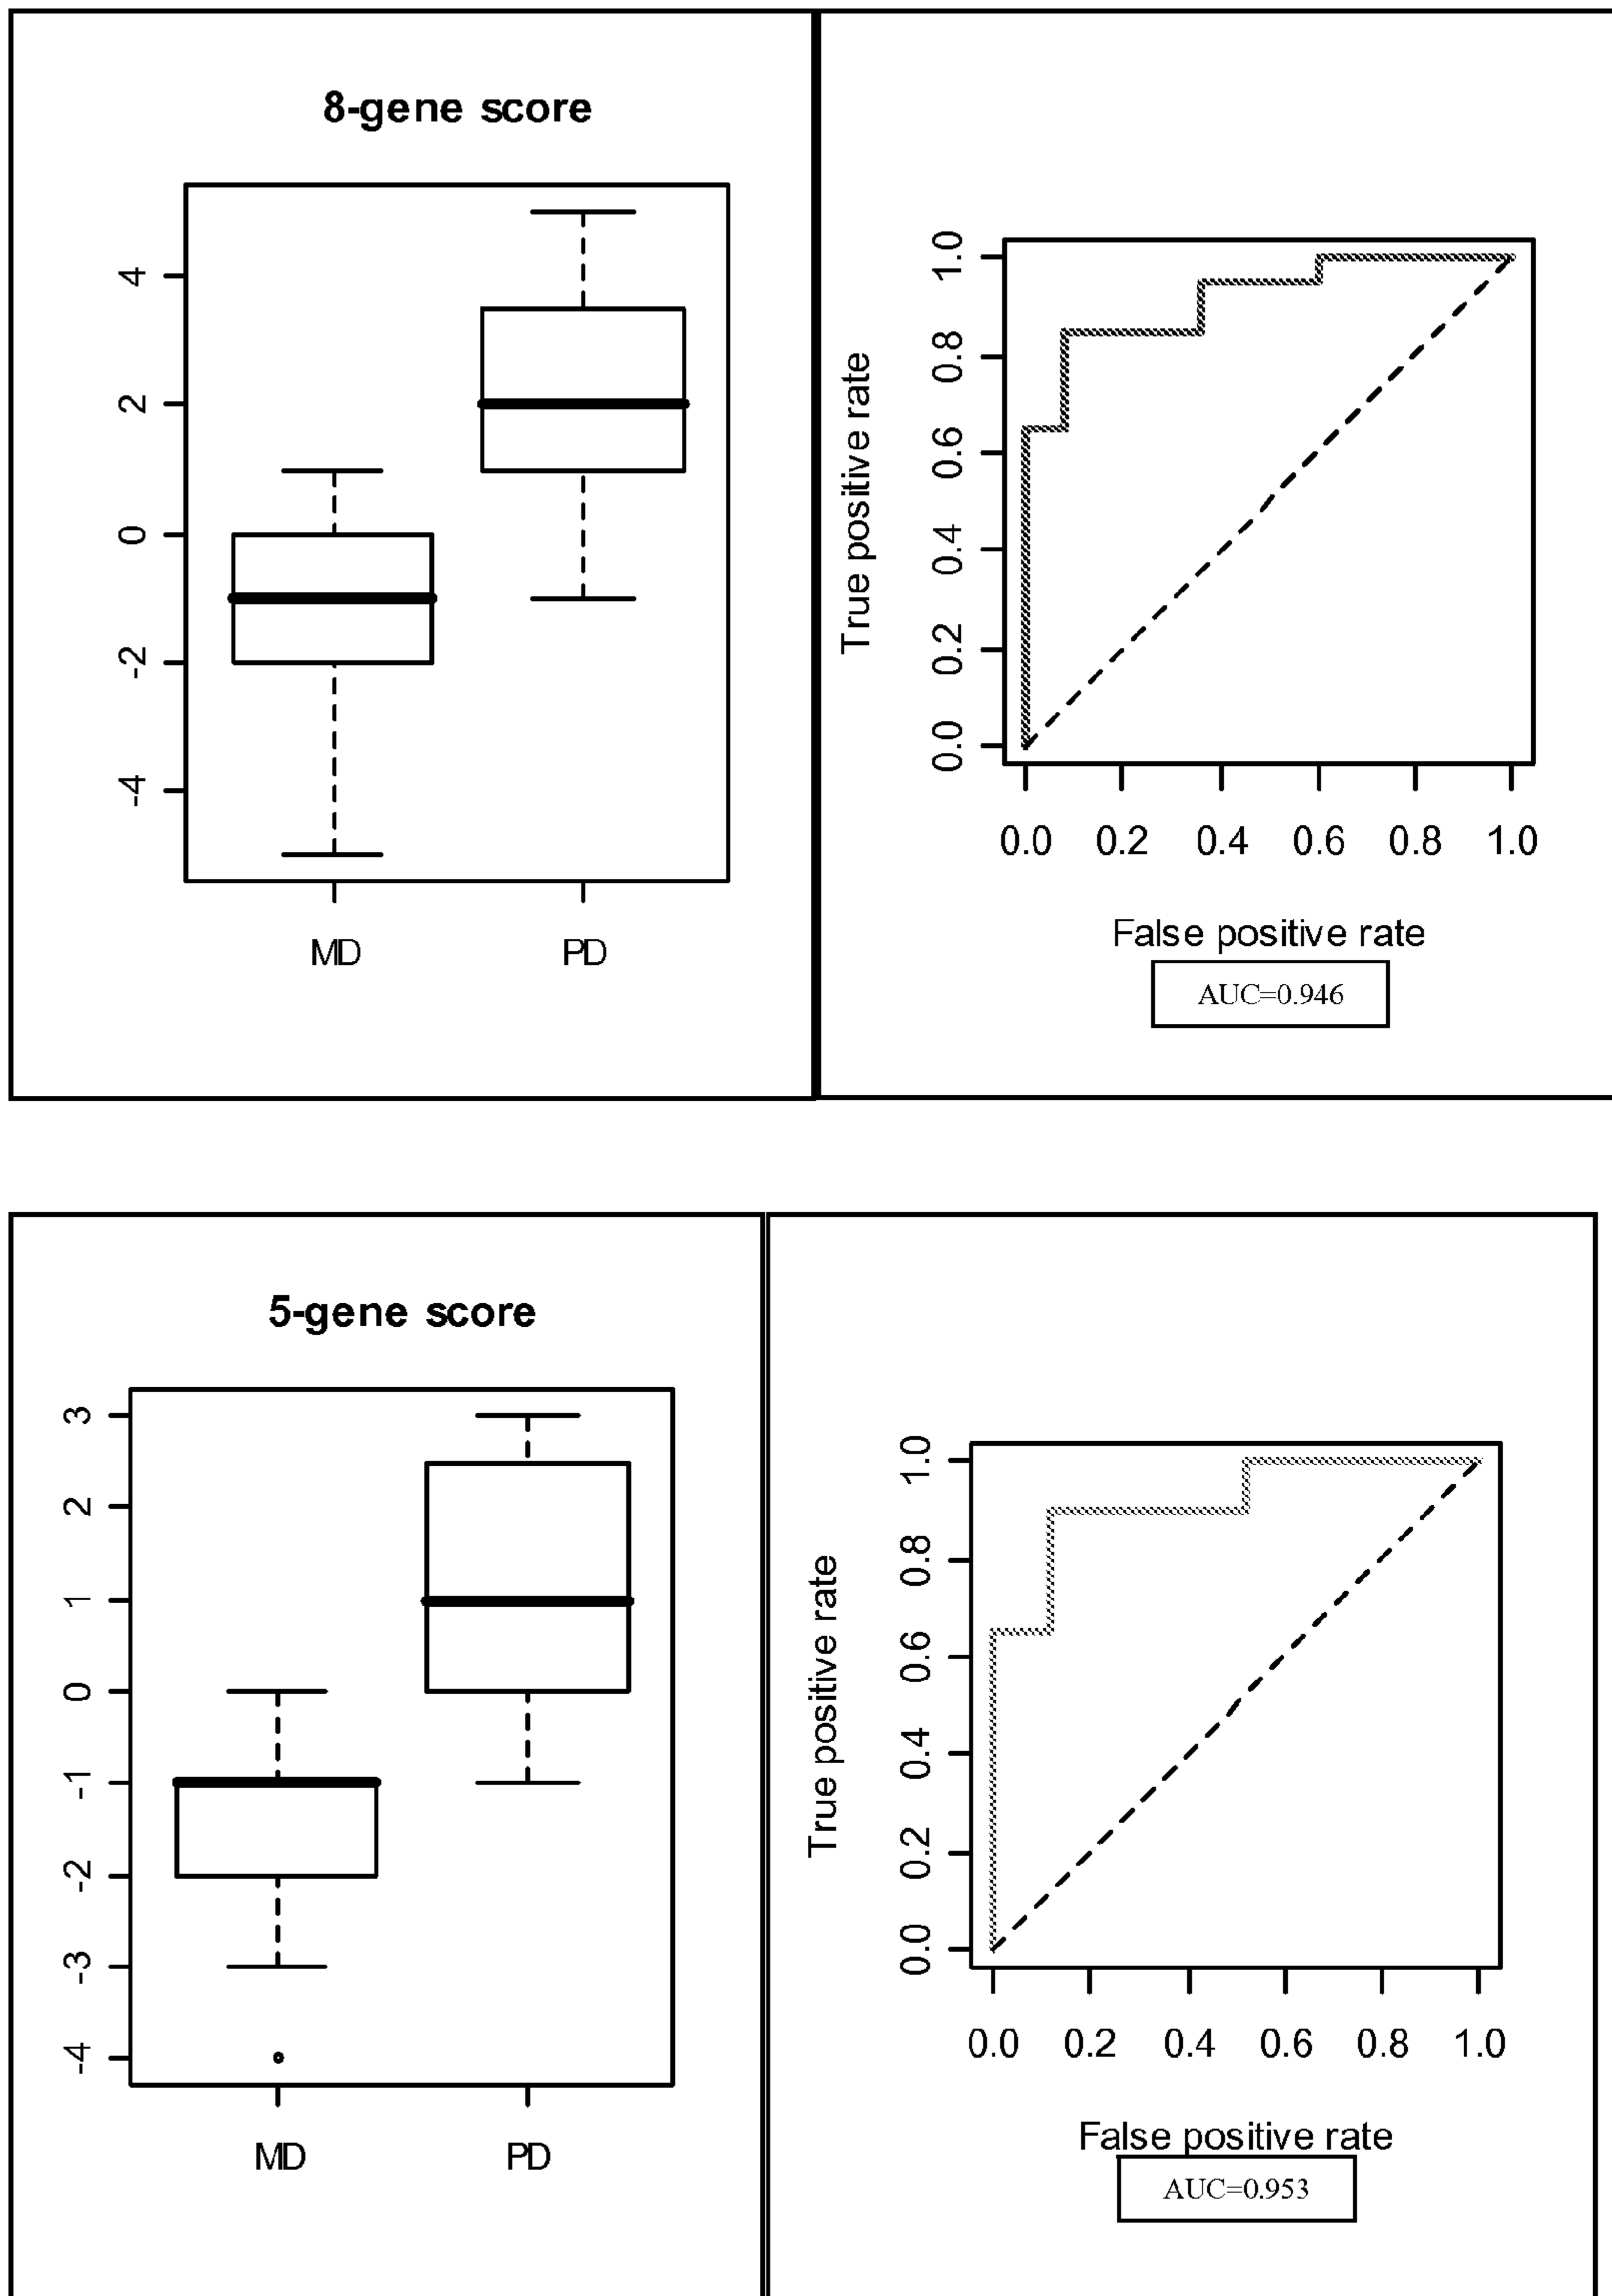 8-gene score
4
2
0
-2
-4
MD PD
True positive rate
1.0
0.8
0.6
0.4
0.2
0.0
0.0 0.2 0.4 0.6 0.8 1.0
False positive rate
AUC=0.946
5-gene score
3
2
1
0
-1
-2
-3
-4
MD PD
True positive rate
1.0
0.8
0.6
0.4
0.2
0.0
0.0 0.2 0.4 0.6 0.8 1.0
False positive rate
AUC=0.953